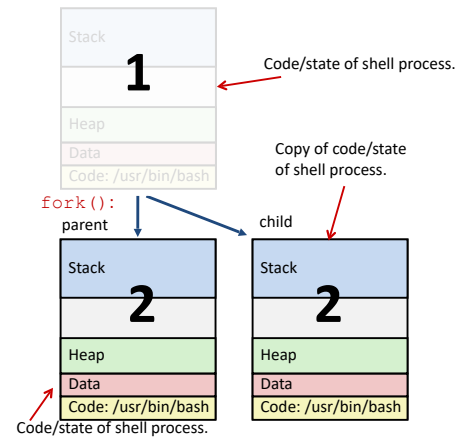 Stack
1
Code/state of shell process.
Heap
Data
Code: /usr/bin/bash
Copy of code/state
of shell process.
fork():
parent
child
Stack
2
Heap
Data
Code: /usr/bin/bash
Stack
2
Heap
Data
Code: /usr/bin/bash
Code/state of shell process.